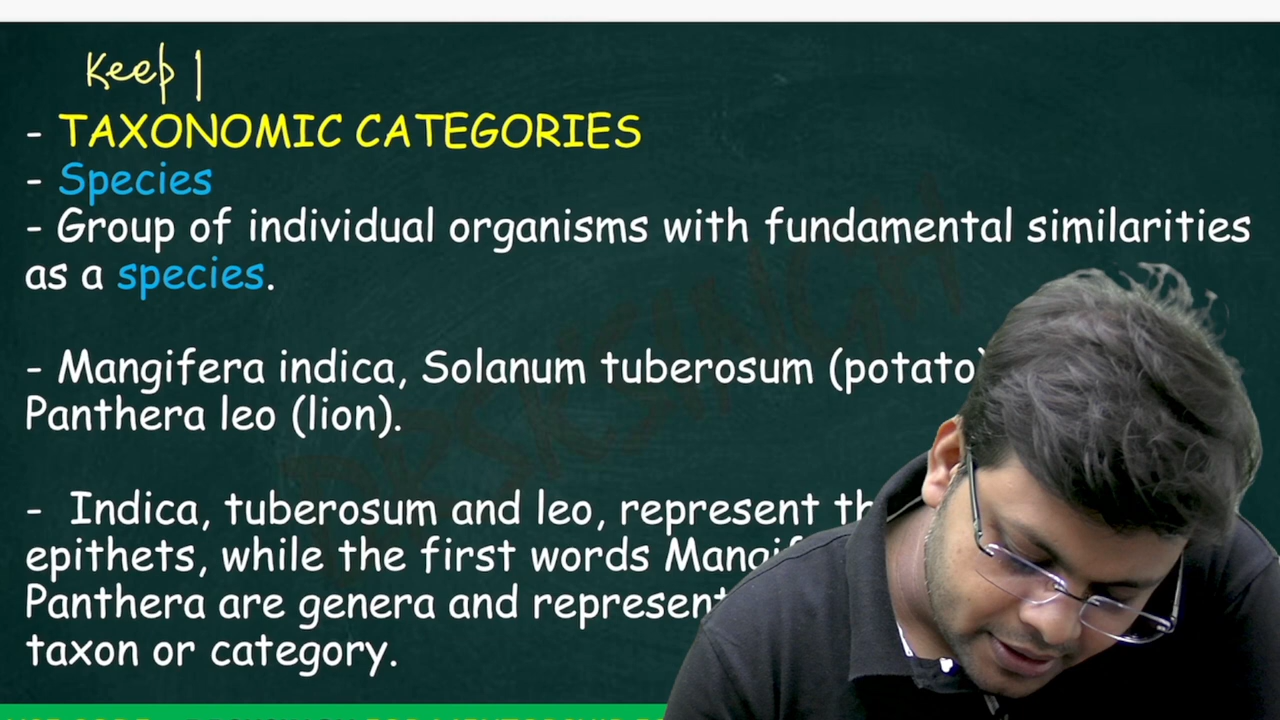 Keep 1
- TAXONOMIC CATEGORIES
- Species
- Group of individual organisms with fundamental similarities
as a species.
- Mangifera indica, Solanum tuberosum (potato)
Panthera leo (lion).
- Indica, tuberosum and leo, represent
epithets, while the first words
Panthera are genera and represent
taxon or category.